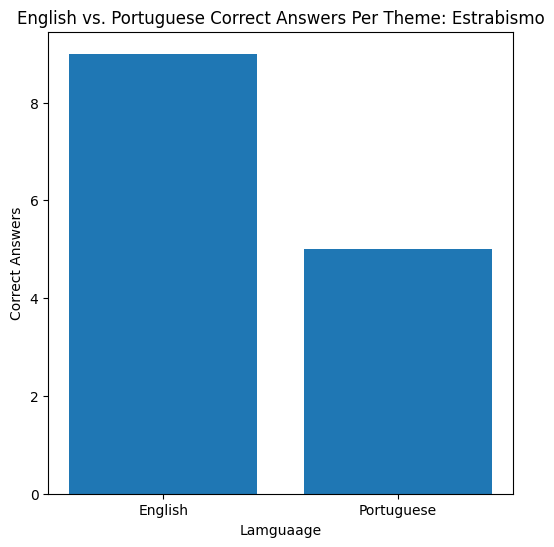 English vs. Portuguese Correct Answers Per Theme: Estrabismo
8
6
4
2
0
Correct Answers
English Portuguese
Lamguaage